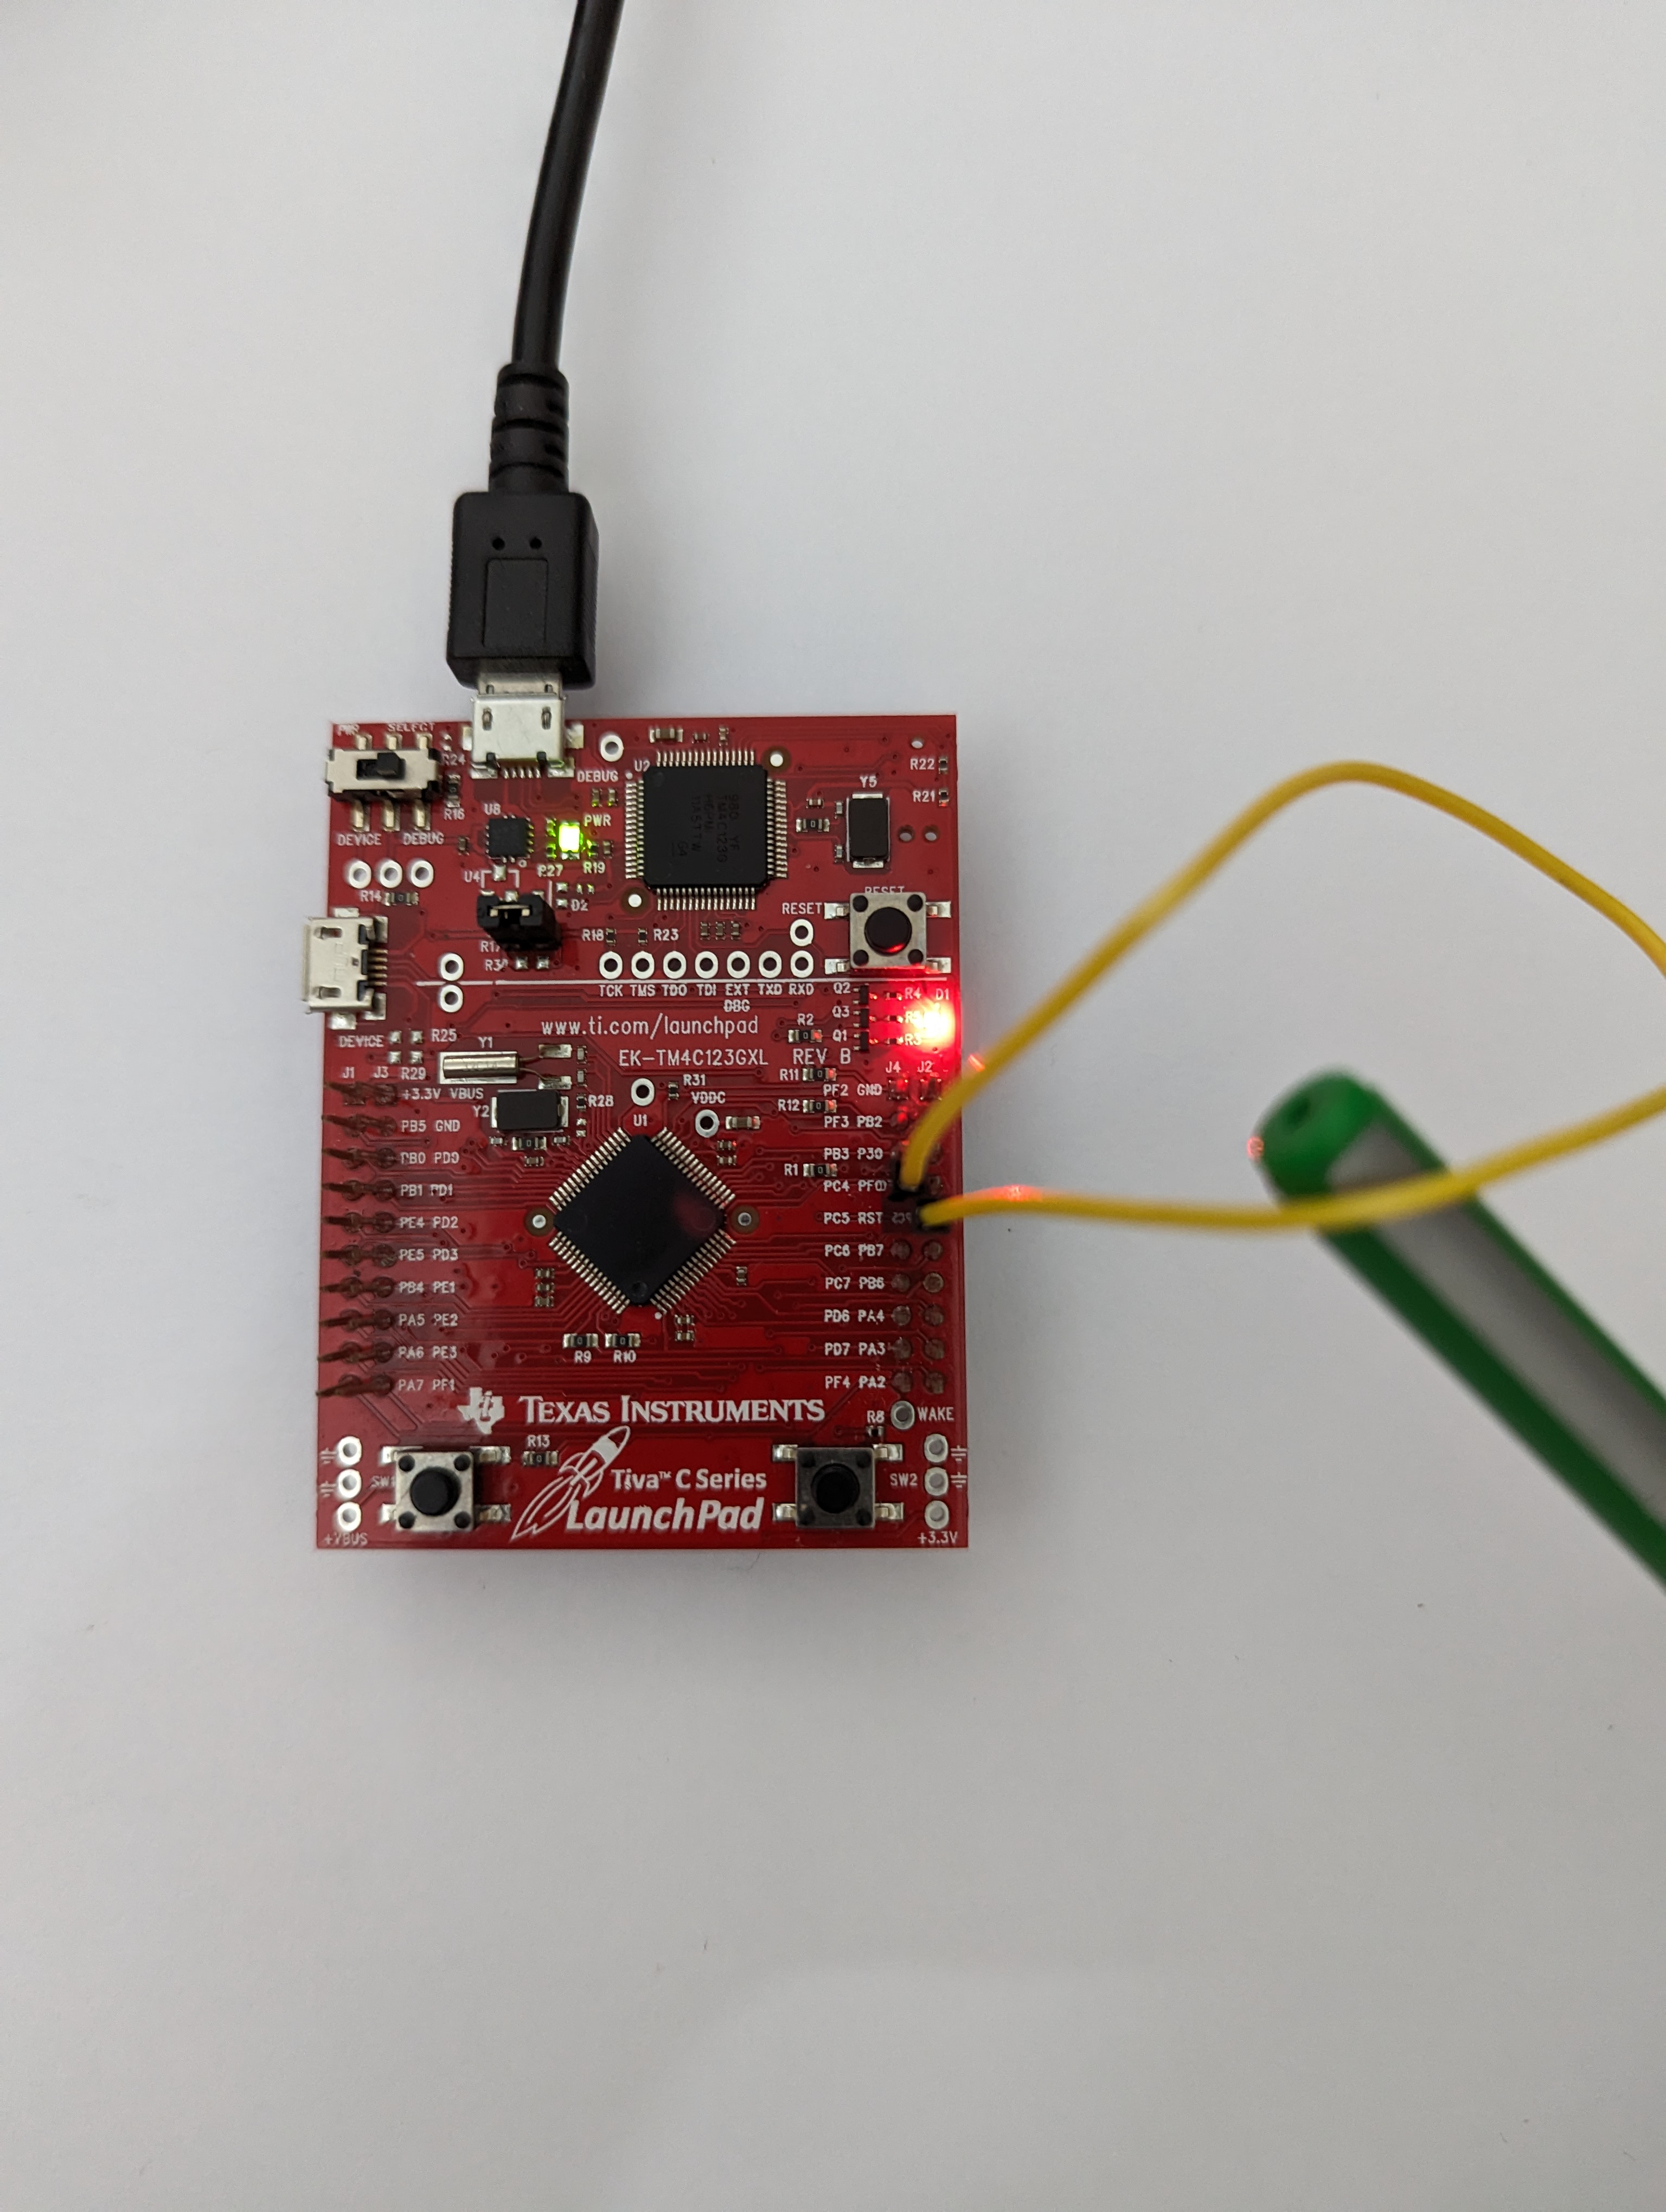 PWR SELECT
R24
R16
DEVICE DEBUG
DEBUG
U2
Y5
R22
R21
U8
PWR
R27 R19
U4
D2
R14
RESET
RESET
R18 R23
TCK TMS TDO TDI EXT TXD RXD
DBG
Q2 R4 D1
Q3
Q1 R3
R2
www.ti.com/launchpad
EK-TM4C123GXL REV B
DEVICE
R25
R29
Y1
Y2
R28
R31
VDDC
U1
R11
R12
R1
J1 J3
+3.3V VBUS
PB5 GND
PB0 PD0
PB1 PD1
PE4 PD2
PE5 PD3
PB4 PE1
PA5 PE2
PA6 PE3
PA7 PF1
J4 J2
PF2 GND
PF3 PB2
PB3
PC4 PF0
PC5 RST
PC6 PB7
PC7 PB6
PD6 PA4
PD7 PA3
PF4 PA2
R9 R10
TEXAS INSTRUMENTS
R8 WAKE
R13
Tiva™ C Series
LaunchPad
SW2
+VBUS
+3.3V